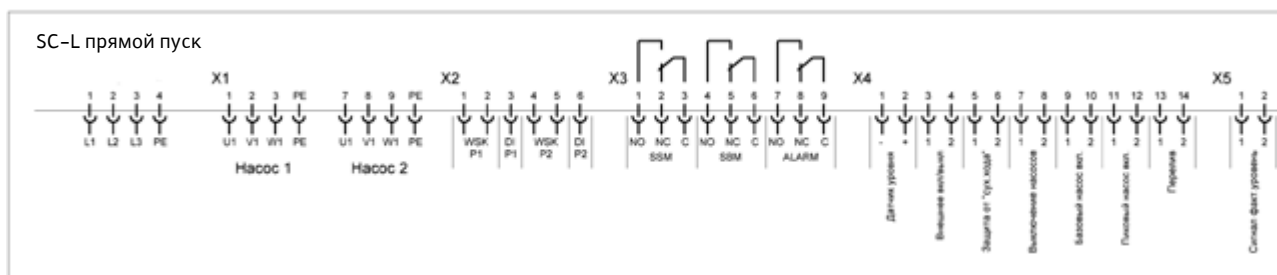 SC-L прямой пуск
X1 X2 X3 X4 X5
1 2 3 4 1 2 3 PE 7 8 9 PE 1 2 3 4 5 6 1 2 3 4 5 6 7 8 9 1 2 3 4 5 6 7 8 9 10 11 12 13 14 1 2
L1 L2 L3 PE U1 V1 W1 PE U1 V1 W1 PE WSK P1 DI P1 WSK P2 DI P2 NO NC C NO NC C NO NC C - + 1 2 1 2 1 2 1 2 1 2 1 2 1 2
Насос 1 Насос 2 SSM SBM ALARM
Датчик уровня
Внешнее вкл/выкл
Защита от "сух.хода"
Выключение насосов
Базовый насос вкл.
Пиковый насос вкл.
Перелив
Сигнал факт уровень